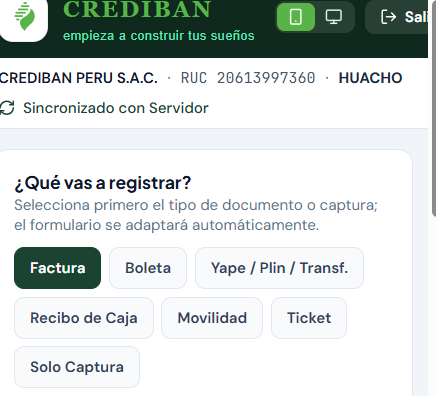 CREDIBAN
empieza a construir tus sueños
Sali
CREDIBAN PERU S.A.C. · RUC 20613997360 · HUACHO
Sincronizado con Servidor
¿Qué vas a registrar?
Selecciona primero el tipo de documento o captura;
el formulario se adaptará automáticamente.
Factura
Boleta
Yape / Plin / Transf.
Recibo de Caja
Movilidad
Ticket
Solo Captura